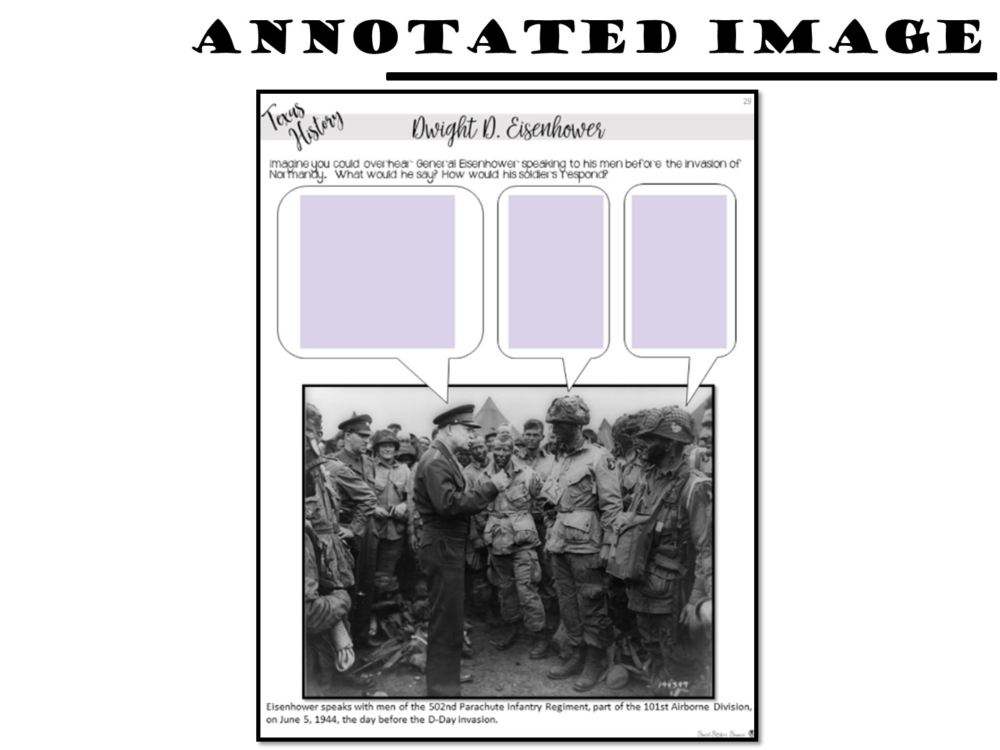 ANNOTATED IMAGE
29
Texas
History
Dwight D. Eisenhower
Imagine you could overhear General Eisenhower speaking to his men before the invasion of
Normandy. What would he say? How would his soldiers respond?
23
144397
Eisenhower speaks with men of the 502nd Parachute Infantry Regiment, part of the 101st Airborne Division,
on June 5, 1944, the day before the D-Day invasion.